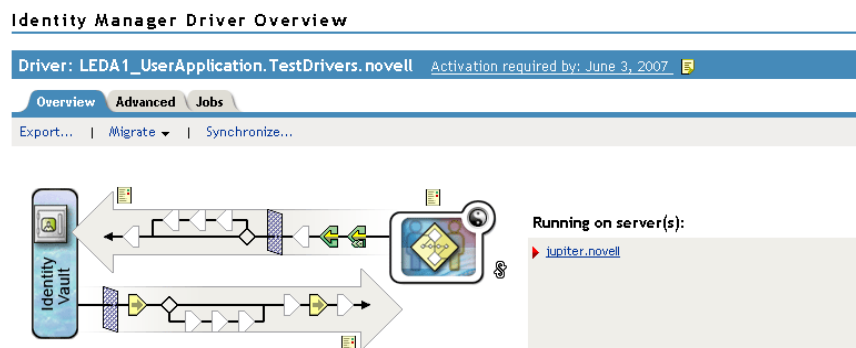 Identity Manager Driver Overview
Driver: LEDA1_UserApplication.TestDrivers.novell Activation required by: June 3, 2007
Overview Advanced Jobs
Export... | Migrate | Synchronize...
Running on server(s):
jupiter.novell
Identity Vault